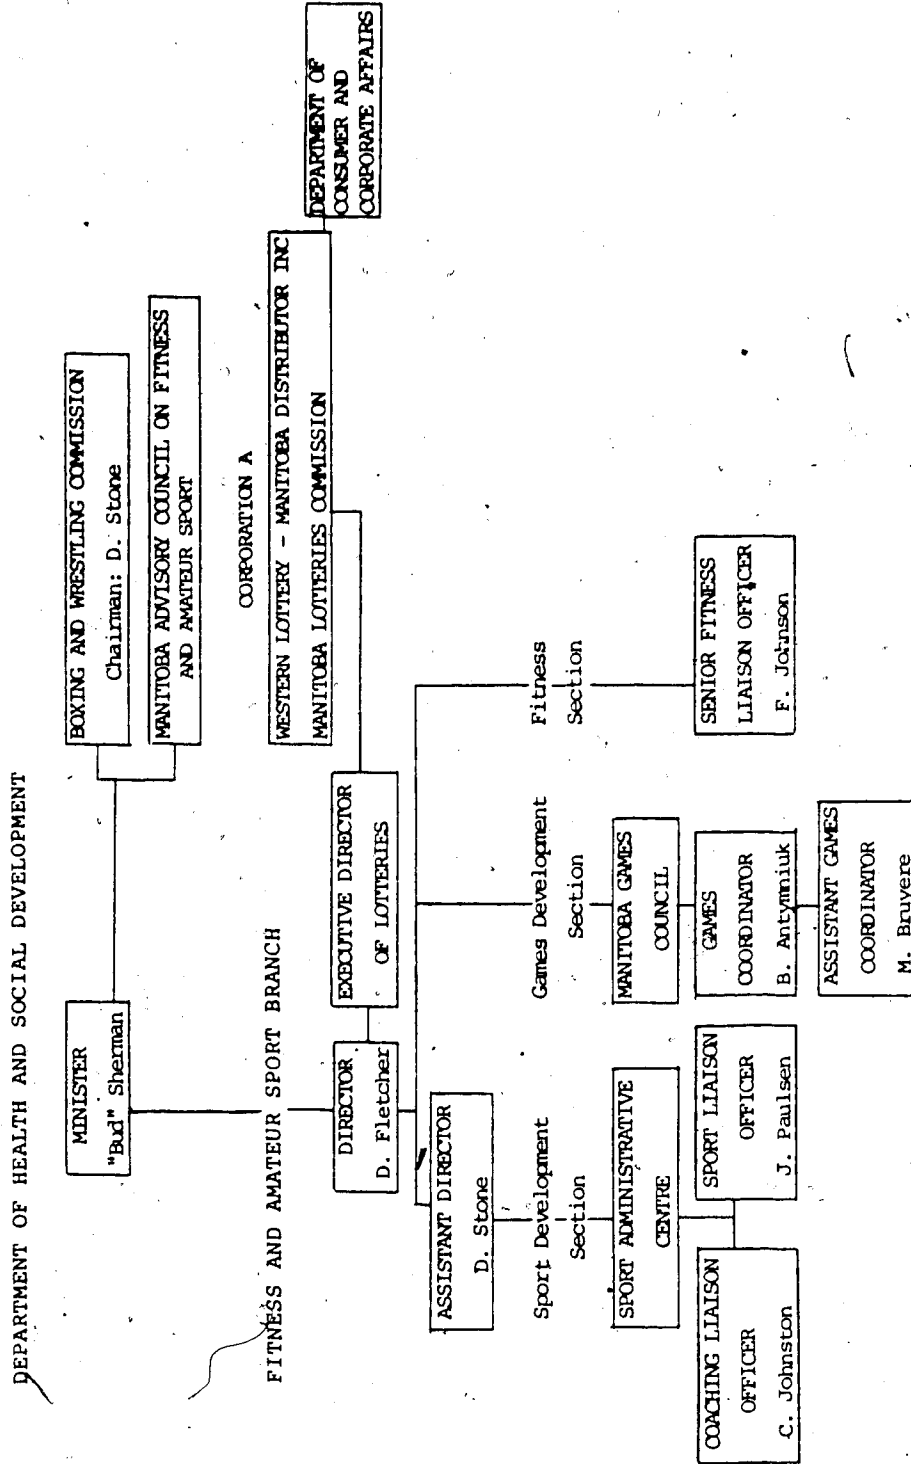 DEPARTMENT OF HEALTH AND SOCIAL DEVELOPMENT
MINISTER
"Bud" Sherman
BOXING AND WRESTLING COMMISSION
Chairman: D. Stone
MANITOBA ADVISORY COUNCIL ON FITNESS
AND AMATEUR SPORT
FITNESS AND AMATEUR SPORT BRANCH
CORPORATION A
DIRECTOR
D. Fletcher
EXECUTIVE DIRECTOR
OF LOTTERIES
WESTERN LOTTERY - MANITOBA DISTRIBUTOR INC
MANITOBA LOTTERIES COMMISSION
DEPARTMENT OF
CONSUMER AND
CORPORATE AFFAIRS
ASSISTANT DIRECTOR
D. Stone
Sport Development
Section
Games Development
Section
Fitness
Section
SPORT ADMINISTRATIVE
CENTRE
MANITOBA GAMES
COUNCIL
COACHING LIAISON
OFFICER
C. Johnston
SPORT LIAISON
OFFICER
J. Paulsen
GAMES
COORDINATOR
B. Antymniuk
SENIOR FITNESS
LIAISON OFFICER
F. Johnson
ASSISTANT GAMES
COORDINATOR
M. Bruyere